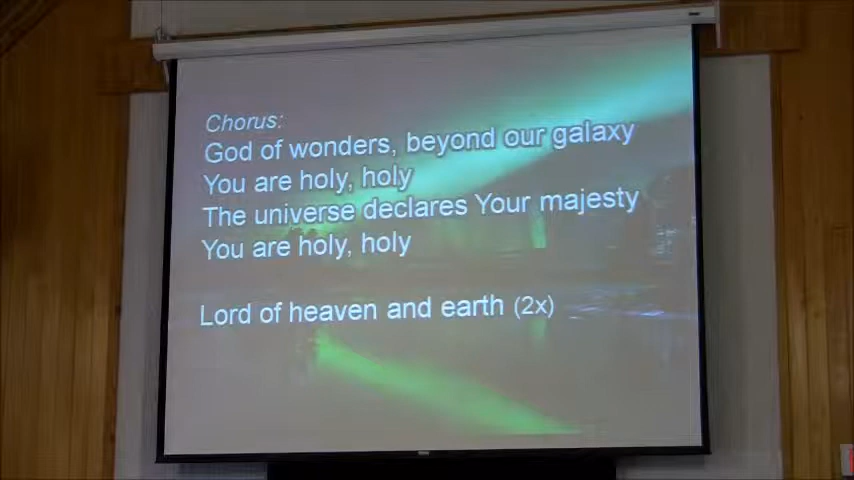 Chorus:
God of wonders, beyond our galaxy
You are holy, holy
The universe declares Your majesty
You are holy, holy
Lord of heaven and earth (2x)